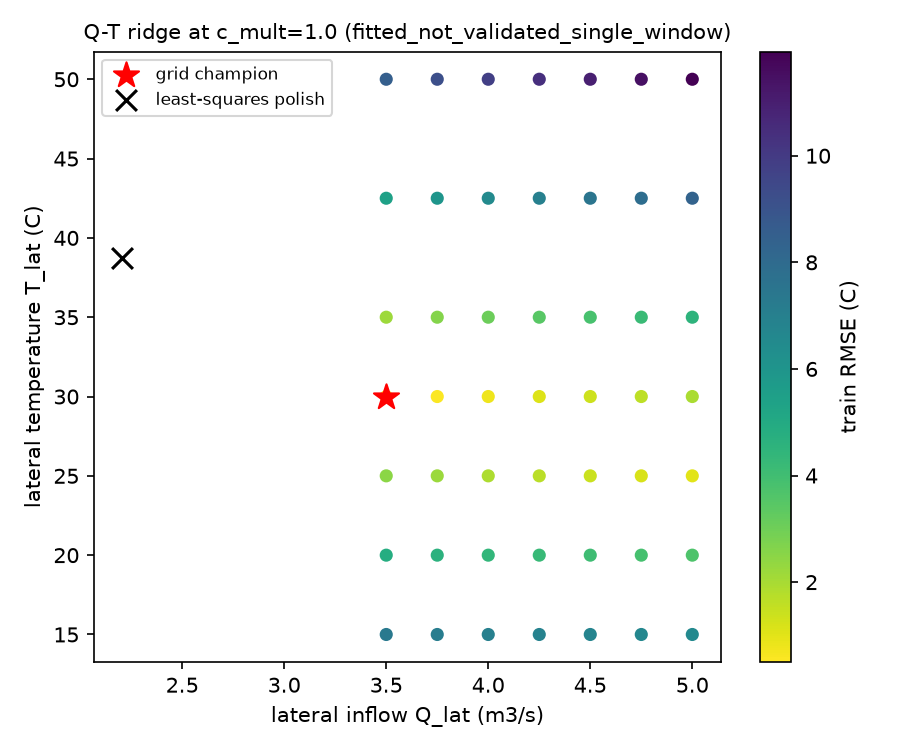 Q-T ridge at c_mult=1.0 (fitted_not_validated_single_window)
grid champion
least-squares polish
lateral temperature T_lat (C)
50
45
40
35
30
25
20
15
2.5 3.0 3.5 4.0 4.5 5.0
lateral inflow Q_lat (m3/s)
10
8
6
4
2
train RMSE (C)